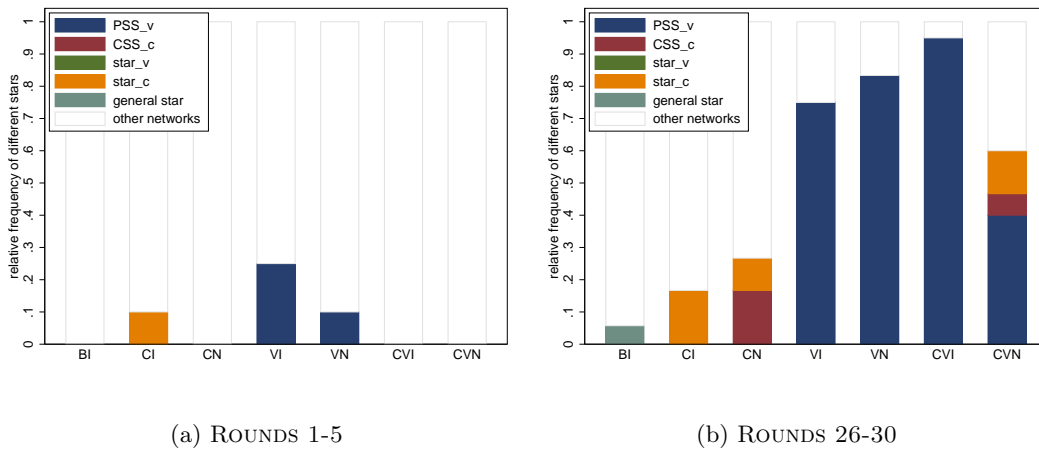 PSS_v
CSS_c
star_v
star_c
general star
other networks
relative frequency of different stars
1
.9
.8
.7
.6
.5
.4
.3
.2
.1
0
BI CI CN VI VN CVI CVN
(a) ROUNDS 1-5
PSS_v
CSS_c
star_v
star_c
general star
other networks
relative frequency of different stars
1
.9
.8
.7
.6
.5
.4
.3
.2
.1
0
BI CI CN VI VN CVI CVN
(b) ROUNDS 26-30